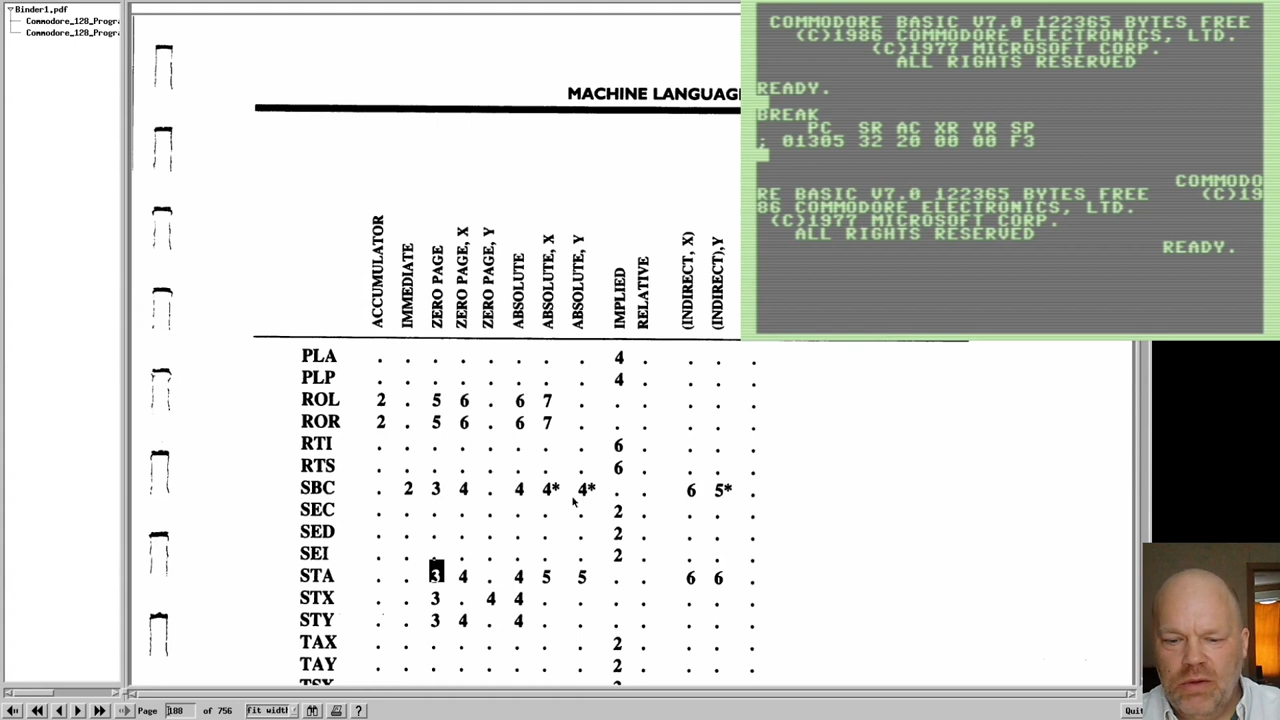 Binder1.pdf
Commodore_128_Progra
Commodore_128_Progra
MACHINE LANGUAG
ACCUMULATOR
IMMEDIATE
ZERO PAGE
ZERO PAGE, X
ZERO PAGE, Y
ABSOLUTE
ABSOLUTE, X
ABSOLUTE, Y
IMPLIED
RELATIVE
(INDIRECT, X)
(INDIRECT),Y
PLA . . . . . . . . 4 . . . .
PLP . . . . . . . . 4 . . . .
ROL 2 . 5 6 . 6 7 . . . . . .
ROR 2 . 5 6 . 6 7 . . . . . .
RTI . . . . . . . . 6 . . . .
RTS . . . . . . . . 6 . . . .
SBC . 2 3 4 . 4 4* 4* . . 6 5* .
SEC . . . . . . . . 2 . . . .
SED . . . . . . . . 2 . . . .
SEI . . . . . . . . 2 . . . .
STA . . 3 4 . 4 5 5 . . 6 6 .
STX . . 3 . 4 4 . . . . . . .
STY . . 3 4 . 4 . . . . . . .
TAX . . . . . . . . 2 . . . .
TAY . . . . . . . . 2 . . . .
COMMODORE BASIC V7.0 122365 BYTES FREE
(C)1986 COMMODORE ELECTRONICS, LTD.
(C)1977 MICROSOFT CORP.
ALL RIGHTS RESERVED
READY.
BREAK
PC SR AC XR YR SP
; 01305 32 20 00 00 F3
COMMODO
RE BASIC V7.0 122365 BYTES FREE (C)19
86 COMMODORE ELECTRONICS, LTD.
(C)1977 MICROSOFT CORP.
ALL RIGHTS RESERVED
READY.
Page 188 of 756 fit width ? Quit